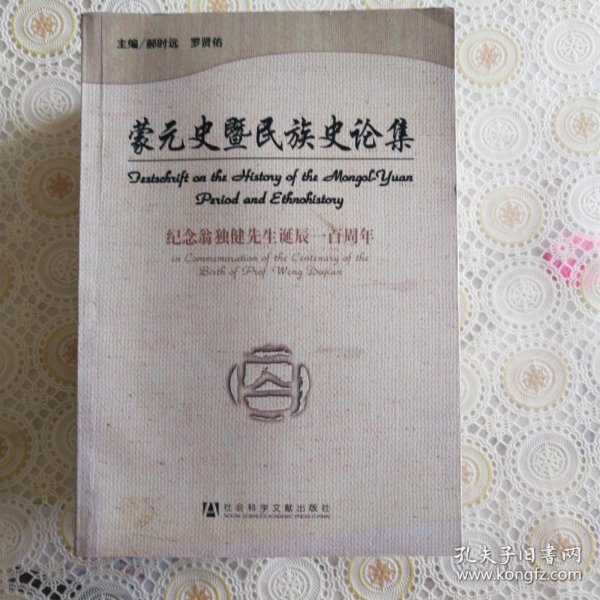 主编/郝时远 罗贤佑
蒙元史暨民族史论集
Festschrift on the History of the Mongol-Yuan
Period and Ethnohistory
纪念翁独健先生诞辰一百周年
in Commemoration of the Centenary of the
Birth of Prof. Weng Dujian
社会科学文献出版社
SOCIAL SCIENCES ACADEMIC PRESS (CHINA)
孔夫子旧书网
www.kongfz.com